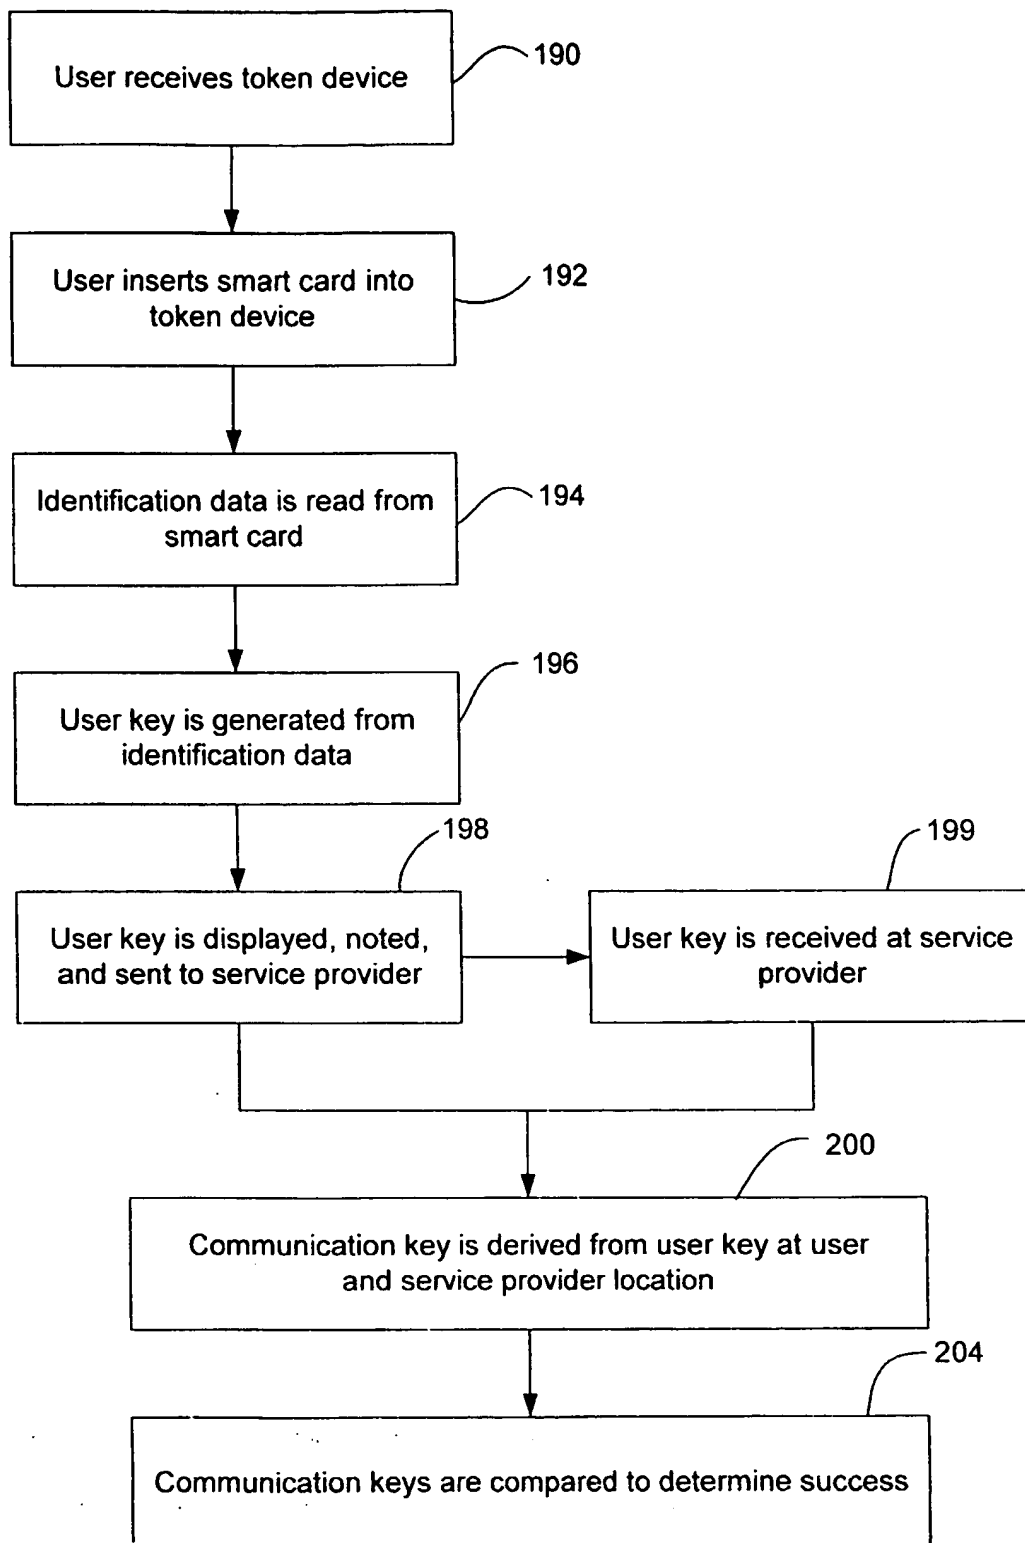 User receives token device
190
User inserts smart card into
token device
192
Identification data is read from
smart card
194
User key is generated from
identification data
196
198
199
User key is displayed, noted,
and sent to service provider
User key is received at service
provider
200
Communication key is derived from user key at user
and service provider location
204
Communication keys are compared to determine success